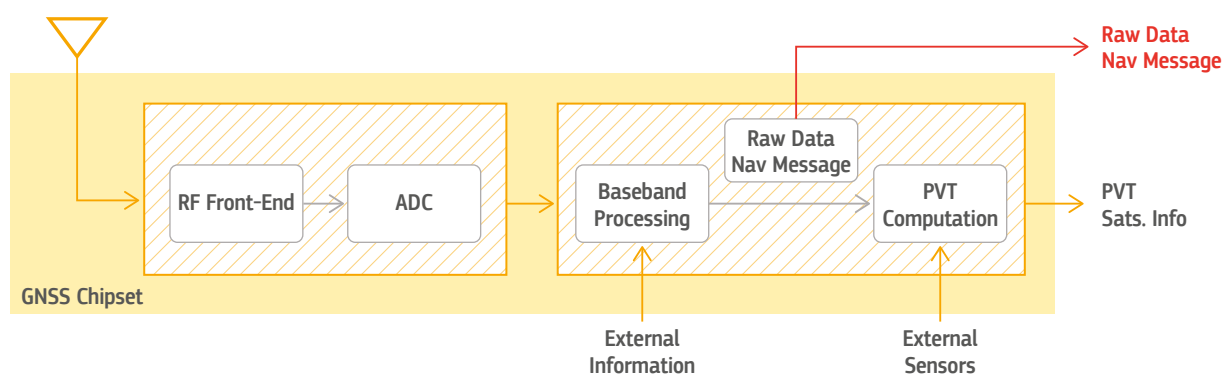 Raw Data
Nav Message
Raw Data
Nav Message
RF Front-End
ADC
Baseband
Processing
PVT
Computation
PVT
Sats. Info
GNSS Chipset
External
Information
External
Sensors